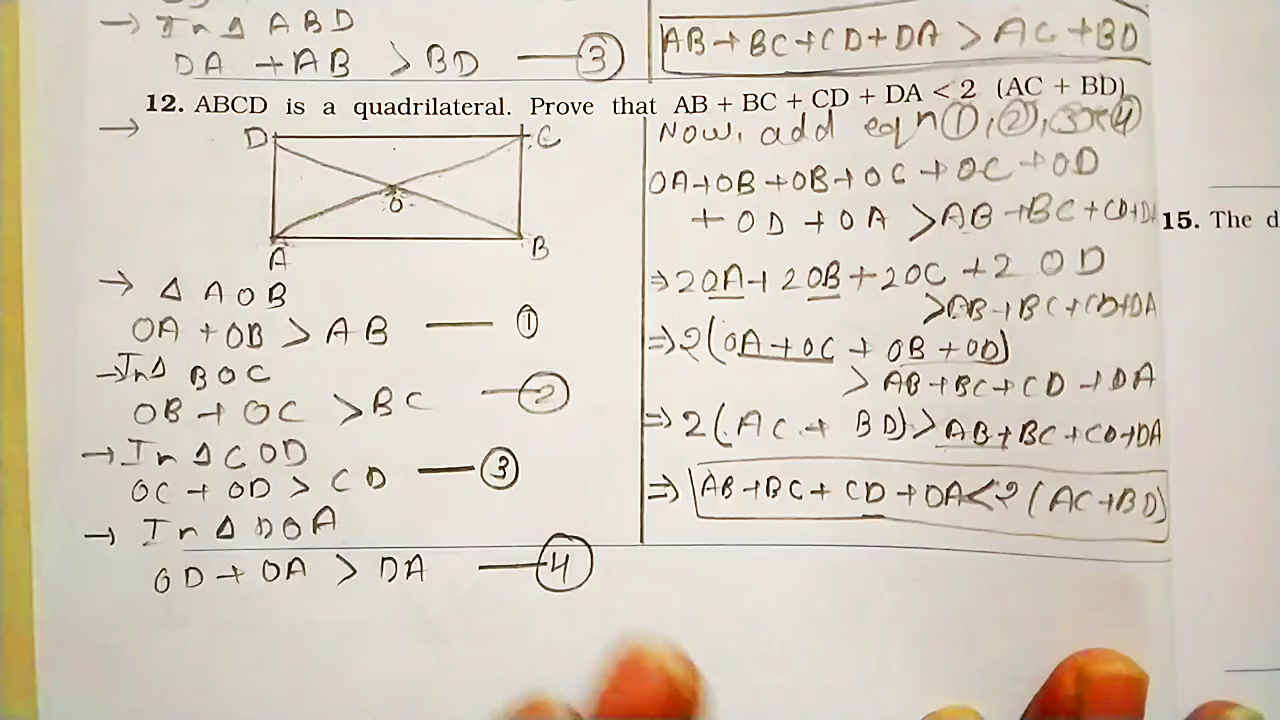 → In Δ ABD
DA + AB > BD — ③
AB + BC + CD + DA > AC + BD
12. ABCD is a quadrilateral. Prove that AB + BC + CD + DA < 2 (AC + BD)
→
D C
O
A B
→ Δ AOB
OA + OB > AB — ①
→ In Δ BOC
OB + OC > BC — ②
→ In Δ COD
OC + OD > CD — ③
→ In Δ DOA
OD + OA > DA — ④
Now, add eqn ①, ②, ③ & ④
OA + OB + OB + OC + OC + OD
+ OD + OA > AB + BC + CD + DA
⇒ 2OA + 2OB + 2OC + 2 OD
> AB + BC + CD + DA
⇒ 2(OA + OC + OB + OD)
> AB + BC + CD + DA
⇒ 2(AC + BD) > AB + BC + CD + DA
⇒ AB + BC + CD + DA < 2 (AC + BD)
15. The d